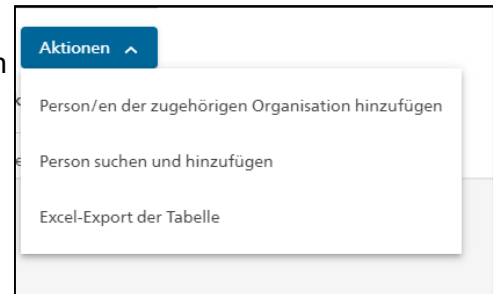 Aktionen
Person/en der zugehörigen Organisation hinzufügen
Person suchen und hinzufügen
Excel-Export der Tabelle